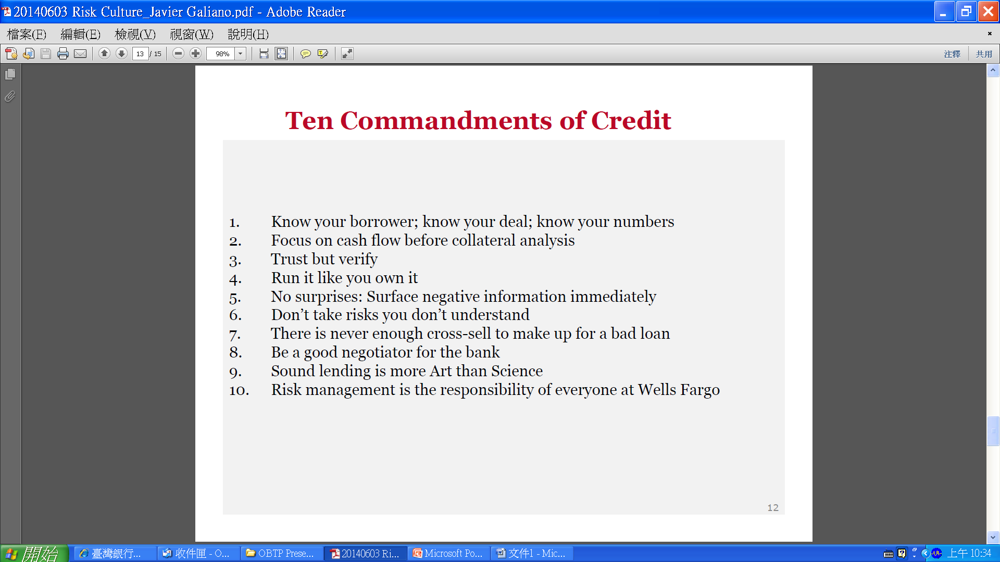 20140603 Risk Culture_Javier Galiano.pdf - Adobe Reader
檔案(F) 編輯(E) 檢視(V) 視窗(W) 說明(H)
13 / 15 98% 注釋 共用
Ten Commandments of Credit
1. Know your borrower; know your deal; know your numbers
2. Focus on cash flow before collateral analysis
3. Trust but verify
4. Run it like you own it
5. No surprises: Surface negative information immediately
6. Don’t take risks you don’t understand
7. There is never enough cross-sell to make up for a bad loan
8. Be a good negotiator for the bank
9. Sound lending is more Art than Science
10. Risk management is the responsibility of everyone at Wells Fargo
12
開始 臺灣銀行... 收件匣 - O... OBTP Prese... 20140603 Ri... Microsoft Po... 文件1 - Mic... 上午 10:34